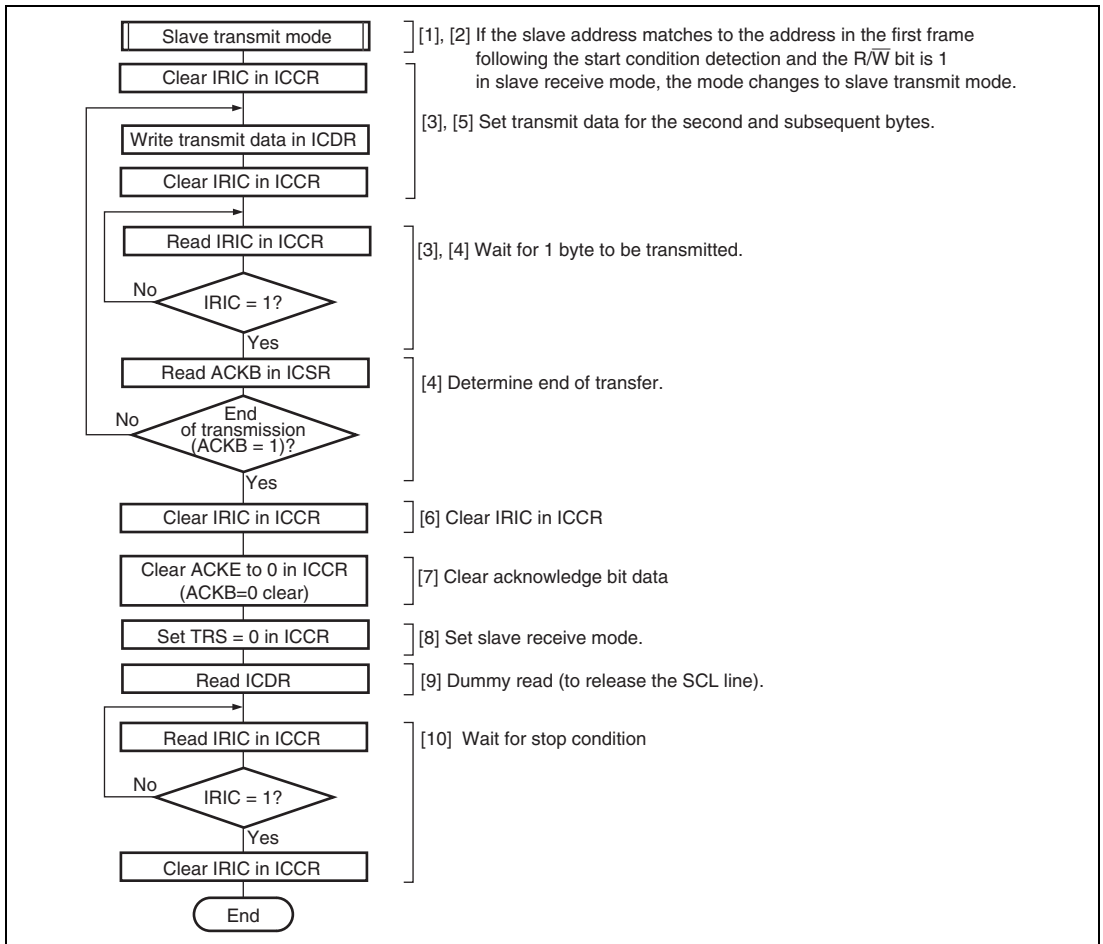 Slave transmit mode
[1], [2] If the slave address matches to the address in the first frame
following the start condition detection and the R/W̅ bit is 1
in slave receive mode, the mode changes to slave transmit mode.
Clear IRIC in ICCR
[3], [5] Set transmit data for the second and subsequent bytes.
Write transmit data in ICDR
Clear IRIC in ICCR
Read IRIC in ICCR
[3], [4] Wait for 1 byte to be transmitted.
No
IRIC = 1?
Yes
Read ACKB in ICSR
[4] Determine end of transfer.
No
End
of transmission
(ACKB = 1)?
Yes
Clear IRIC in ICCR
[6] Clear IRIC in ICCR
Clear ACKE to 0 in ICCR
(ACKB=0 clear)
[7] Clear acknowledge bit data
Set TRS = 0 in ICCR
[8] Set slave receive mode.
Read ICDR
[9] Dummy read (to release the SCL line).
Read IRIC in ICCR
[10] Wait for stop condition
No
IRIC = 1?
Yes
Clear IRIC in ICCR
End